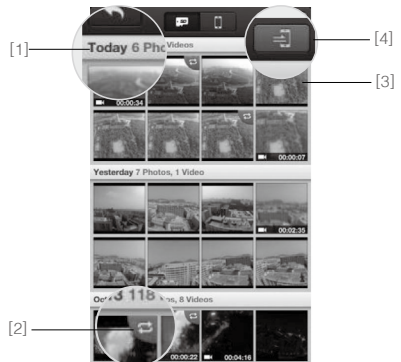 [1]
Today 6 Pho
Videos
[4]
[3]
00:00:34
00:00:07
Yesterday 7 Photos, 1 Video
00:02:35
Oct
3 118
os, 8 Videos
[2]
00:00:22
00:04:16